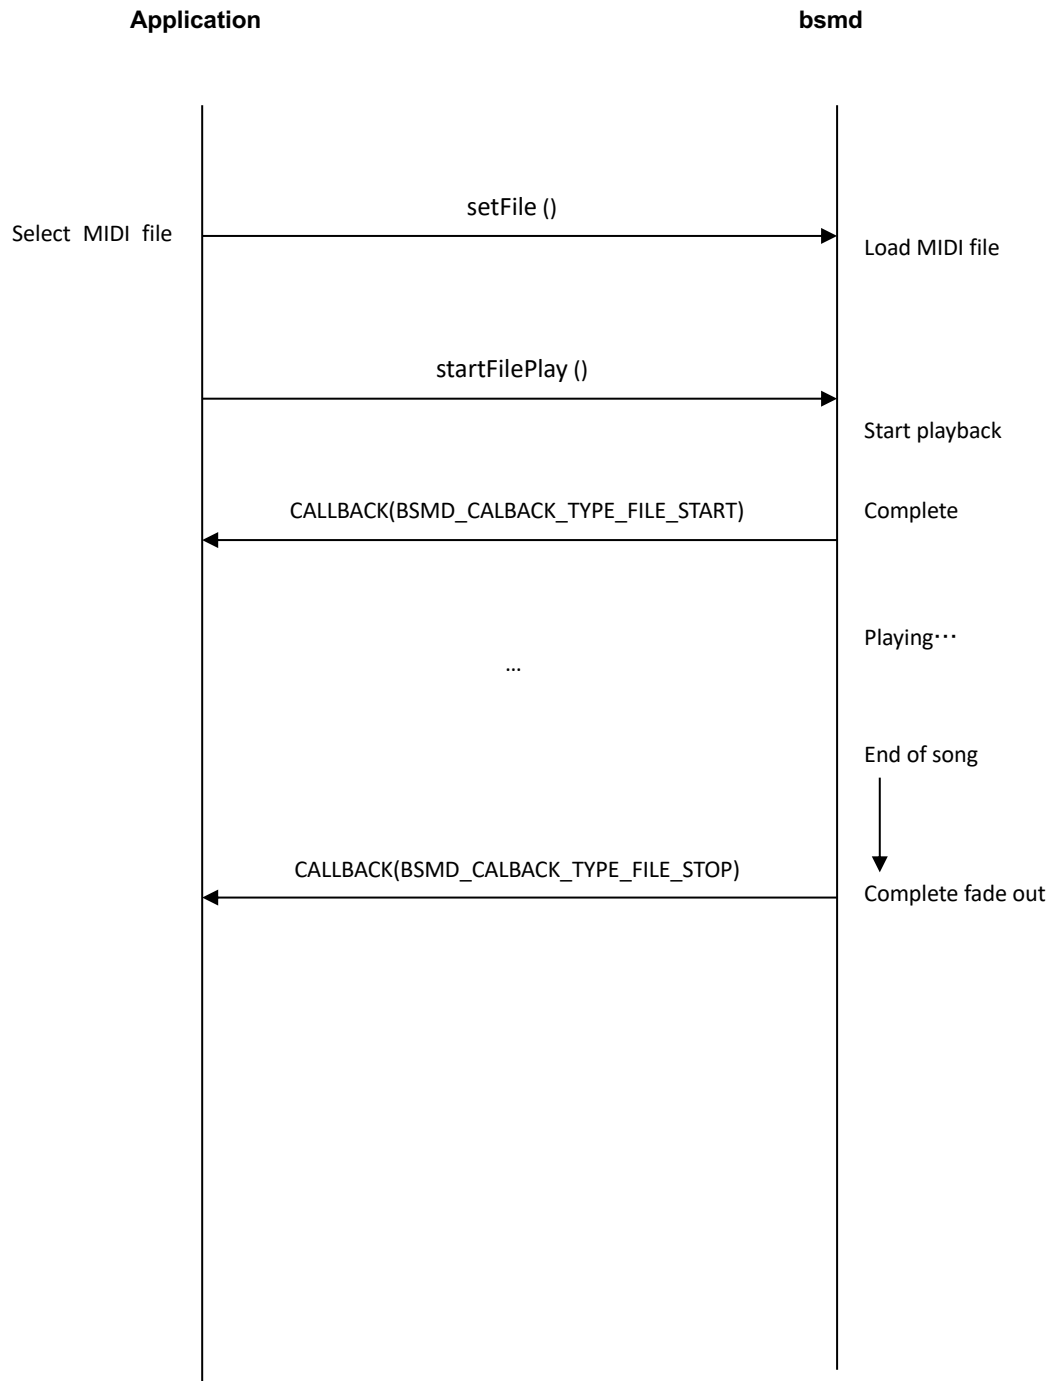 Application
bsmd
setFile ()
Select MIDI file
Load MIDI file
startFilePlay ()
Start playback
CALLBACK(BSMD_CALBACK_TYPE_FILE_START)
Complete
Playing⋯
...
End of song
CALLBACK(BSMD_CALBACK_TYPE_FILE_STOP)
Complete fade out